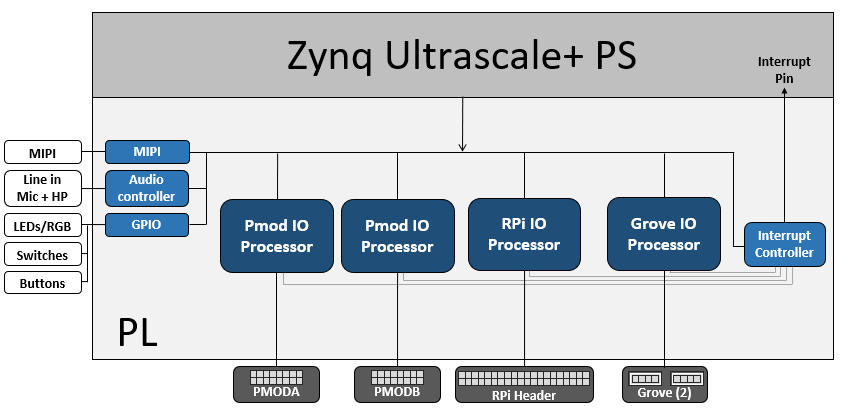 Zynq Ultrascale+ PS
Interrupt
Pin
MIPI
MIPI
Line in
Mic + HP
Audio
controller
LEDs/RGB
GPIO
Switches
Buttons
Pmod IO
Processor
Pmod IO
Processor
RPi IO
Processor
Grove IO
Processor
Interrupt
Controller
PL
PMODA
PMODB
RPi Header
Grove (2)